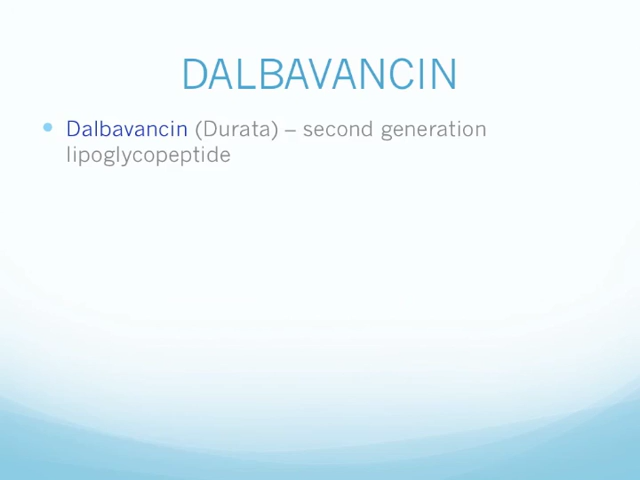 DALBAVANCIN
• Dalbavancin (Durata) – second generation
lipoglycopeptide